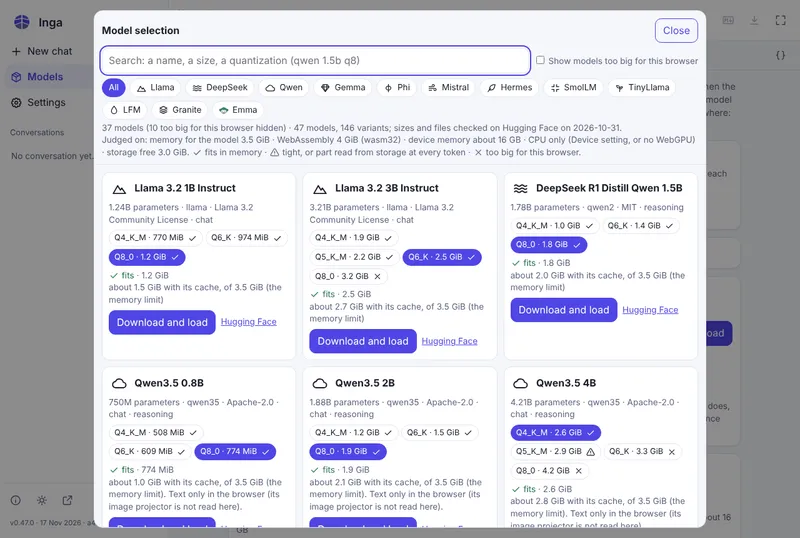 Inga
New chat
Models
Settings
Conversations
No conversation yet.
v0.47.0 · 17 Nov 2026 ·
Model selection
Close
Search: a name, a size, a quantization (qwen 1.5b q8)
Show models too big for this browser
All
Llama
DeepSeek
Qwen
Gemma
Phi
Mistral
Hermes
SmolLM
TinyLlama
LFM
Granite
Emma
37 models (10 too big for this browser hidden) · 47 models, 146 variants; sizes and files checked on Hugging Face on 2026-10-31.
Judged on: memory for the model 3.5 GiB · WebAssembly 4 GiB (wasm32) · device memory about 16 GB · CPU only (Device setting, or no WebGPU)
· storage free 3.0 GiB. ✓ fits in memory · ⚠ tight, or part read from storage at every token · ✕ too big for this browser.
Llama 3.2 1B Instruct
1.24B parameters · llama · Llama 3.2
Community License · chat
Q4_K_M · 770 MiB ✓
Q6_K · 974 MiB ✓
Q8_0 · 1.2 GiB ✓
✓ fits · 1.2 GiB
about 1.5 GiB with its cache, of 3.5 GiB (the
memory limit)
Download and load
Hugging Face
Llama 3.2 3B Instruct
3.21B parameters · llama · Llama 3.2
Community License · chat
Q4_K_M · 1.9 GiB ✓
Q5_K_M · 2.2 GiB ✓
Q6_K · 2.5 GiB ✓
Q8_0 · 3.2 GiB ✕
✓ fits · 2.5 GiB
about 2.7 GiB with its cache, of 3.5 GiB (the
memory limit)
Download and load
Hugging Face
DeepSeek R1 Distill Qwen 1.5B
1.78B parameters · qwen2 · MIT · reasoning
Q4_K_M · 1.0 GiB ✓
Q6_K · 1.4 GiB ✓
Q8_0 · 1.8 GiB ✓
✓ fits · 1.8 GiB
about 2.0 GiB with its cache, of 3.5 GiB (the
memory limit)
Download and load
Hugging Face
Qwen3.5 0.8B
750M parameters · qwen35 · Apache-2.0 ·
chat · reasoning
Q4_K_M · 508 MiB ✓
Q6_K · 609 MiB ✓
Q8_0 · 774 MiB ✓
✓ fits · 774 MiB
about 1.0 GiB with its cache, of 3.5 GiB (the
memory limit). Text only in the browser (its
image projector is not read here).
Download and load
Hugging Face
Qwen3.5 2B
1.88B parameters · qwen35 · Apache-2.0 ·
chat · reasoning
Q4_K_M · 1.2 GiB ✓
Q6_K · 1.5 GiB ✓
Q8_0 · 1.9 GiB ✓
✓ fits · 1.9 GiB
about 2.1 GiB with its cache, of 3.5 GiB (the
memory limit). Text only in the browser (its
image projector is not read here).
Download and load
Hugging Face
Qwen3.5 4B
4.21B parameters · qwen35 · Apache-2.0 ·
chat · reasoning
Q4_K_M · 2.6 GiB ✓
Q5_K_M · 2.9 GiB ⚠
Q6_K · 3.3 GiB ✕
Q8_0 · 4.2 GiB ✕
✓ fits · 2.6 GiB
about 2.8 GiB with its cache, of 3.5 GiB (the
memory limit). Text only in the browser (its
image projector is not read here).
{}
when the
model
where:
each
oad
does,
about 16
GB